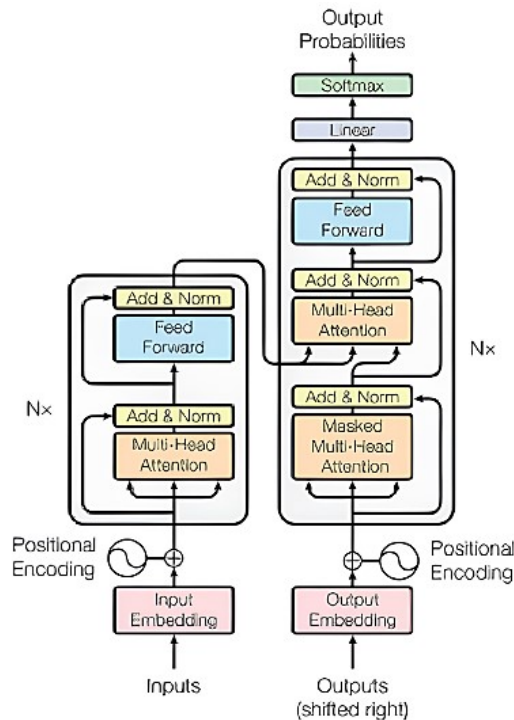 Output
Probabilities
Softmax
Linear
Add & Norm
Feed
Forward
Add & Norm
Multi-Head
Attention
Nx
Add & Norm
Masked
Multi-Head
Attention
Add & Norm
Feed
Forward
Nx
Add & Norm
Multi-Head
Attention
Positional
Encoding
Positional
Encoding
Input
Embedding
Output
Embedding
Inputs
Outputs
(shifted right)